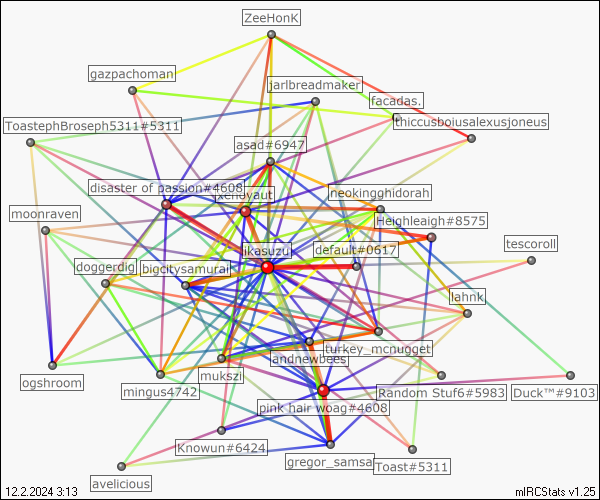 ZeeHonK
gazpachoman
jarlbreadmaker
facadas.
ToastephBroseph5311#5311
thiccusboiusalexusjoneus
asad#6947
disaster of passion#4608
neokingghidorah
xenoyaut
moonraven
Heighleaigh#8575
ikasuzu
default#0617
tescoroll
doggerdig
bigcitysamurai
lahnk
turkey_mcnugget
andnewbees
ogshroom
mukszi
mingus4742
Random Stuf6#5983
Duck™#9103
pink hair woag#4608
Knowun#6424
gregor_samsa
Toast#5311
avelicious
12.2.2024 3:13
mIRCStats v1.25